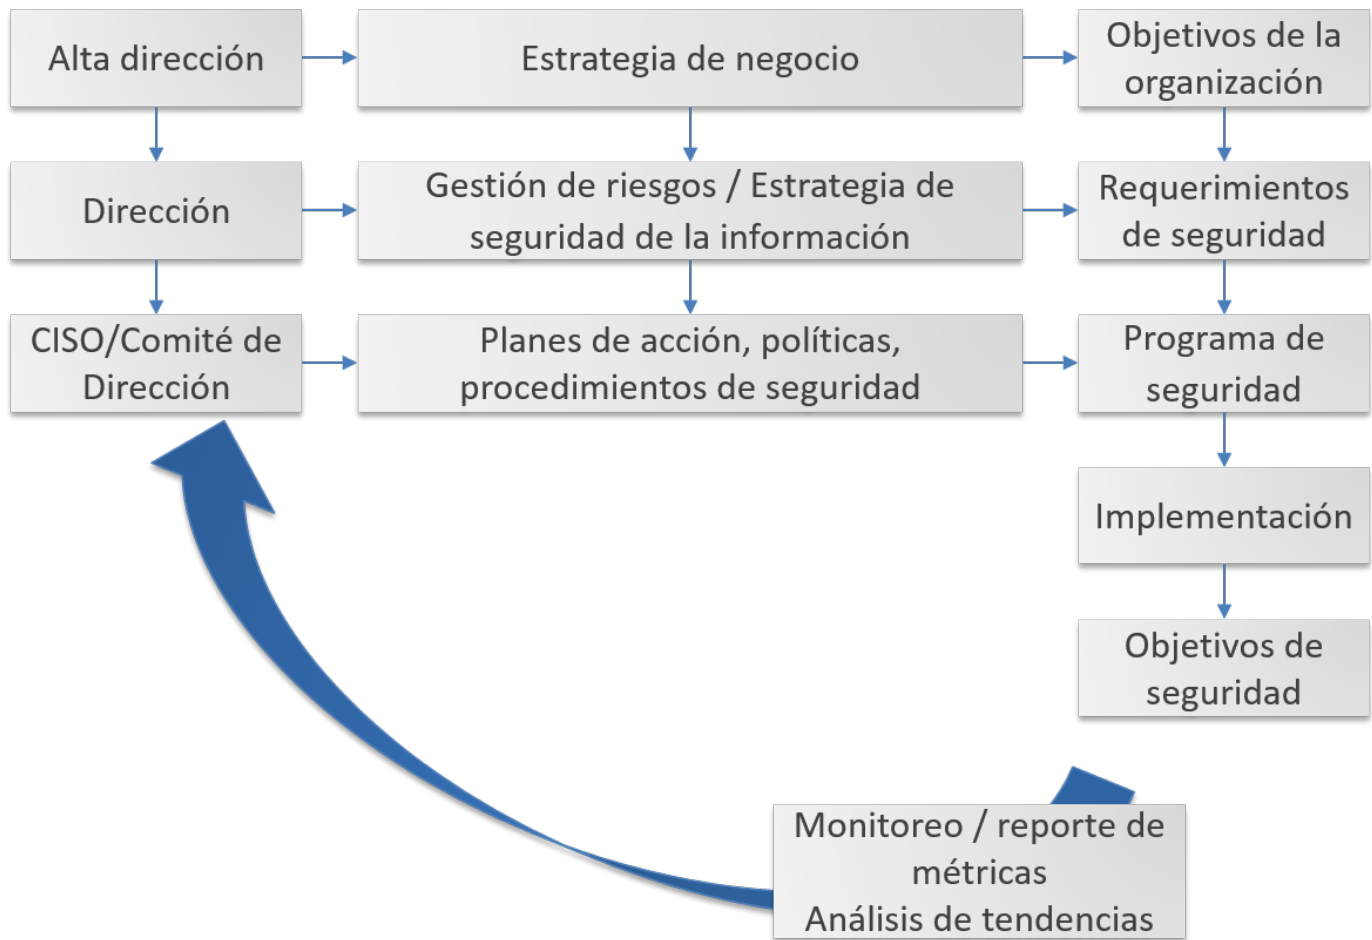 Alta dirección
Estrategia de negocio
Objetivos de la
organización
Dirección
Gestión de riesgos / Estrategia de
seguridad de la información
Requerimientos
de seguridad
CISO/Comité de
Dirección
Planes de acción, políticas,
procedimientos de seguridad
Programa de
seguridad
Implementación
Objetivos de
seguridad
Monitoreo / reporte de
métricas
Análisis de tendencias